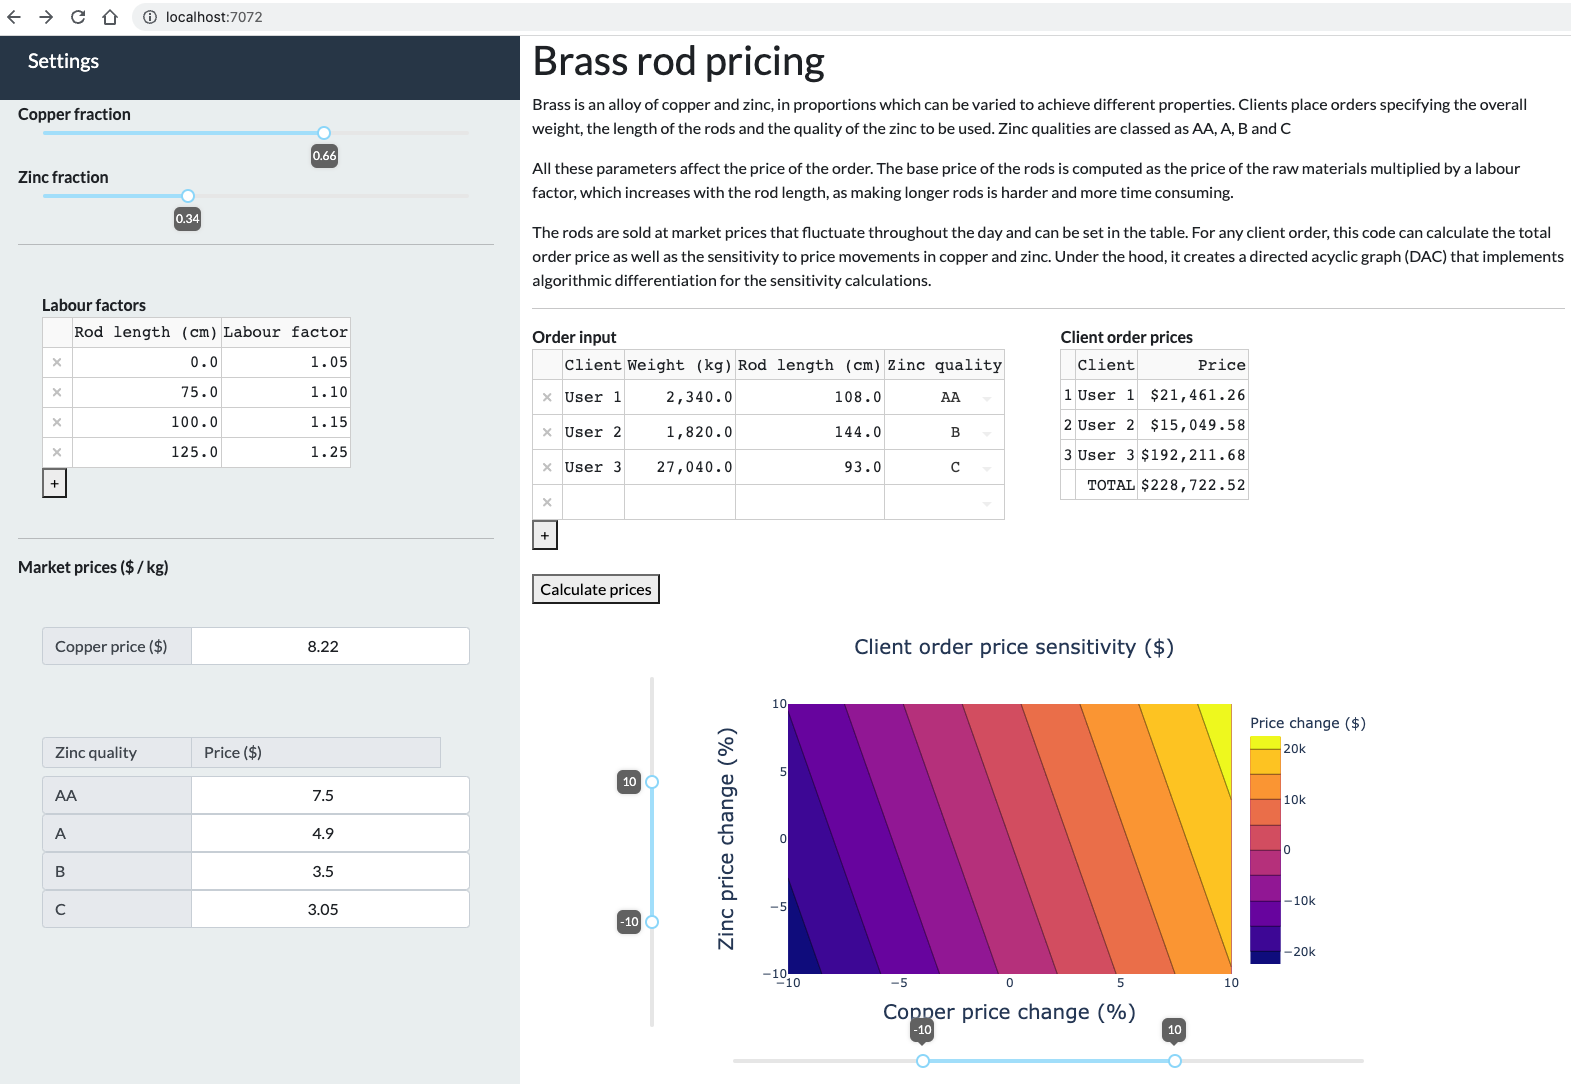 localhost:7072
Settings
Copper fraction
0.66
Zinc fraction
0.34
Labour factors
Rod length (cm) Labour factor
× 0.0 1.05
× 75.0 1.10
× 100.0 1.15
× 125.0 1.25
+
Market prices ($ / kg)
Copper price ($) 8.22
Zinc quality Price ($)
AA 7.5
A 4.9
B 3.5
C 3.05
Brass rod pricing
Brass is an alloy of copper and zinc, in proportions which can be varied to achieve different properties. Clients place orders specifying the overall
weight, the length of the rods and the quality of the zinc to be used. Zinc qualities are classed as AA, A, B and C
All these parameters affect the price of the order. The base price of the rods is computed as the price of the raw materials multiplied by a labour
factor, which increases with the rod length, as making longer rods is harder and more time consuming.
The rods are sold at market prices that fluctuate throughout the day and can be set in the table. For any client order, this code can calculate the total
order price as well as the sensitivity to price movements in copper and zinc. Under the hood, it creates a directed acyclic graph (DAC) that implements
algorithmic differentiation for the sensitivity calculations.
Order input
Client Weight (kg) Rod length (cm) Zinc quality
× User 1 2,340.0 108.0 AA
× User 2 1,820.0 144.0 B
× User 3 27,040.0 93.0 C
×
+
Client order prices
Client Price
1 User 1 $21,461.26
2 User 2 $15,049.58
3 User 3 $192,211.68
TOTAL $228,722.52
Calculate prices
Client order price sensitivity ($)
10
-10
Zinc price change (%)
10
5
0
−5
−10
−10 −5 0 5 10
Copper price change (%)
-10 10
Price change ($)
20k
10k
0
−10k
−20k